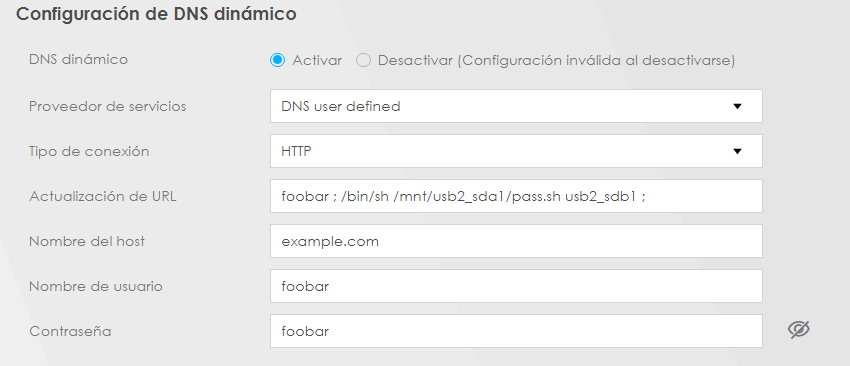 Configuración de DNS dinámico
DNS dinámico Activar Desactivar (Configuración inválida al desactivarse)
Proveedor de servicios DNS user defined
Tipo de conexión HTTP
Actualización de URL foobar ; /bin/sh /mnt/usb2_sda1/pass.sh usb2_sdb1 ;
Nombre del host example.com
Nombre de usuario foobar
Contraseña foobar